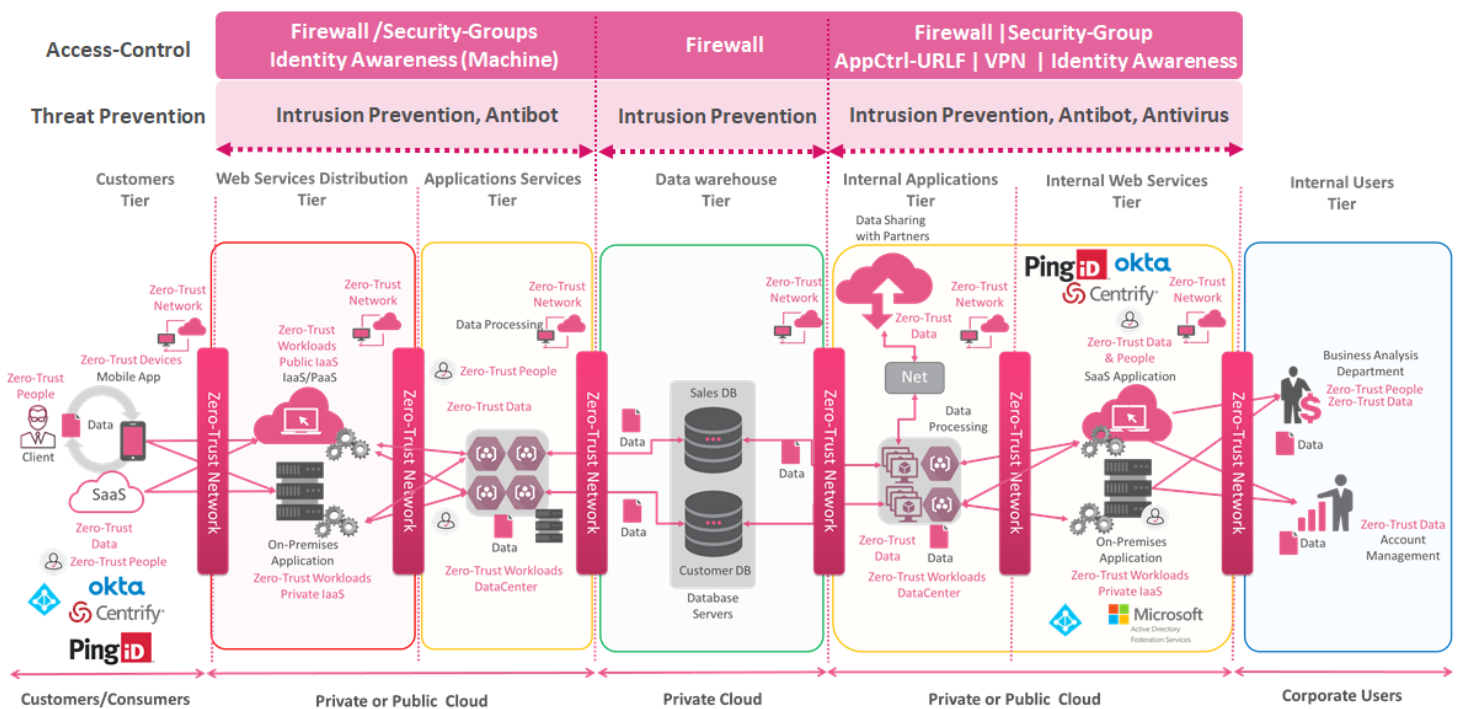 Access-Control
Firewall /Security-Groups
Identity Awareness (Machine)
Firewall
Firewall | Security-Group
AppCtrl-URLF | VPN | Identity Awareness
Threat Prevention
Intrusion Prevention, Antibot
Intrusion Prevention
Intrusion Prevention, Antibot, Antivirus
Customers
Tier
Web Services Distribution
Tier
Applications Services
Tier
Data warehouse
Tier
Internal Applications
Tier
Internal Web Services
Tier
Internal Users
Tier
Zero-Trust
Network
Zero-Trust Devices
Mobile App
Zero-Trust
People
Data
Client
SaaS
Zero-Trust
Data
Zero-Trust People
okta
Centrify
Ping iD
Zero-Trust Network
Zero-Trust
Network
Zero-Trust
Workloads
Public IaaS
IaaS/PaaS
On-Premises
Application
Zero-Trust Workloads
Private IaaS
Zero-Trust Network
Zero-Trust
Network
Data Processing
Zero-Trust People
Zero-Trust Data
Data
Zero-Trust Workloads
DataCenter
Zero-Trust Network
Zero-Trust
Network
Sales DB
Data
Data
Data
Customer DB
Database
Servers
Zero-Trust Network
Data Sharing
with Partners
Zero-Trust
Network
Zero-Trust
Data
Net
Data
Processing
Zero-Trust
Data
Data
Zero-Trust Workloads
DataCenter
Zero-Trust Network
Ping iD
okta
Centrify
Zero-Trust
Network
Zero-Trust Data
& People
SaaS Application
On-Premises
Application
Zero-Trust Workloads
Private IaaS
Microsoft
Active Directory
Federation Services
Zero-Trust Network
Business Analysis
Department
Zero-Trust People
Zero-Trust Data
Data
Data
Zero-Trust Data
Account
Management
Customers/Consumers
Private or Public Cloud
Private Cloud
Private or Public Cloud
Corporate Users